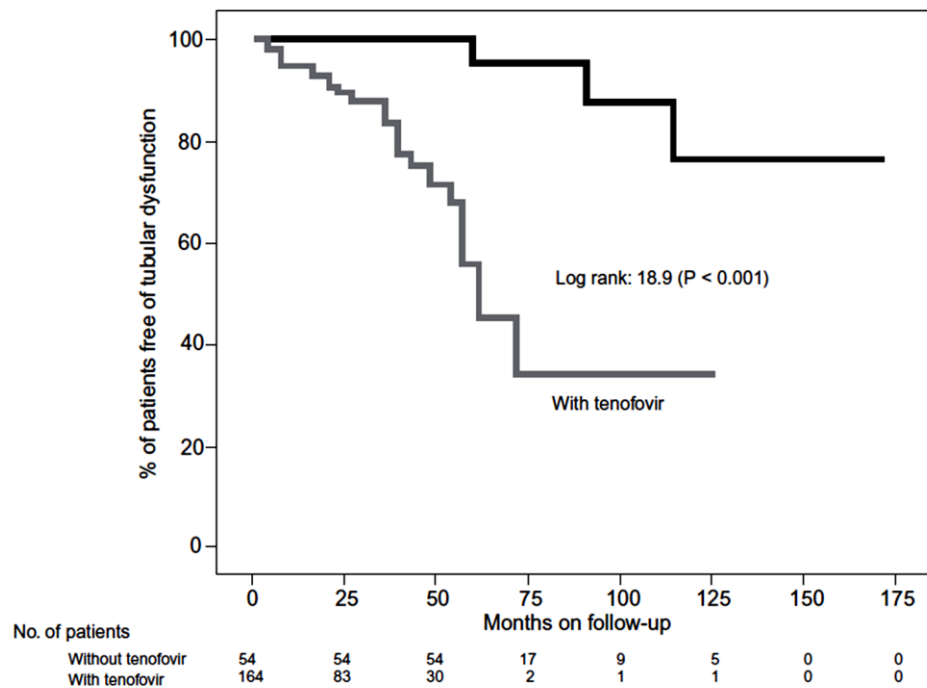 % of patients free of tubular dysfunction
100
80
60
40
20
0
Log rank: 18.9 (P < 0.001)
With tenofovir
0 25 50 75 100 125 150 175
Months on follow-up
No. of patients
Without tenofovir 54 54 54 17 9 5 0 0
With tenofovir 164 83 30 2 1 1 0 0